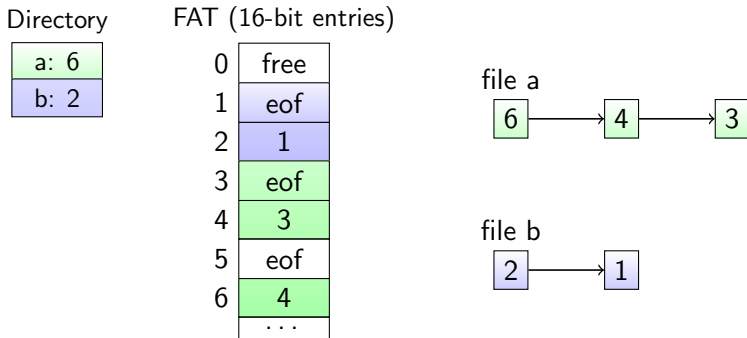 Directory
a: 6
b: 2
FAT (16-bit entries)
0 free
1 eof
2 1
3 eof
4 3
5 eof
6 4
· · ·
file a
6 4 3
file b
2 1